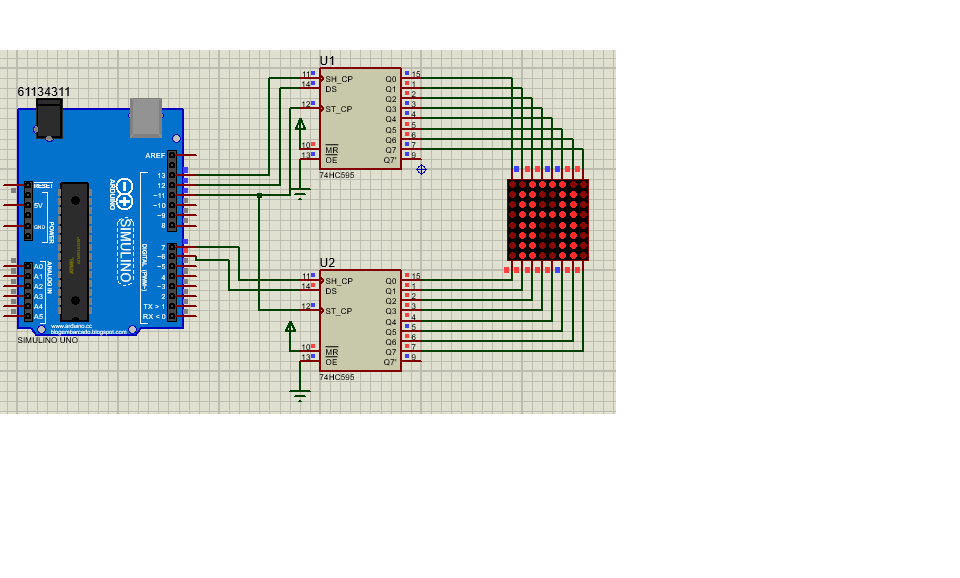 61134311
RESET
5V
GND
POWER
A0
A1
A2
A3
A4
A5
ANALOG IN
ARDUINO
SIMULINO
AREF
13
12
~11
~10
~9
8
7
~6
~5
4
~3
2
TX > 1
RX < 0
DIGITAL (PWM~)
www.arduino.cc
blogembarcado.blogspot.com
SIMULINO UNO
U1
11 SH_CP Q0 15
14 DS Q1 1
Q2 2
12 ST_CP Q3 3
Q4 4
Q5 5
Q6 6
10 MR Q7 7
13 OE Q7' 9
74HC595
U2
11 SH_CP Q0 15
14 DS Q1 1
Q2 2
12 ST_CP Q3 3
Q4 4
Q5 5
Q6 6
10 MR Q7 7
13 OE Q7' 9
74HC595